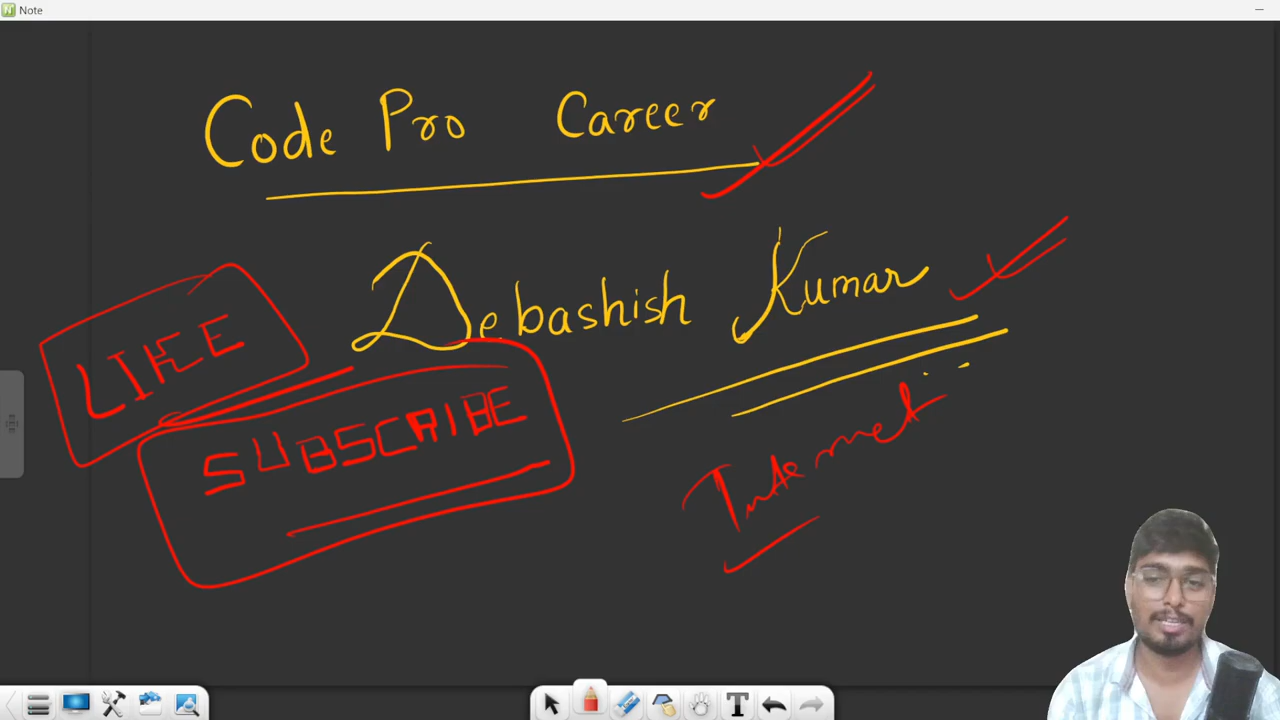 Note
Code Pro Career
Debashish Kumar
LIKE
SUBSCRIBE
Internet
T